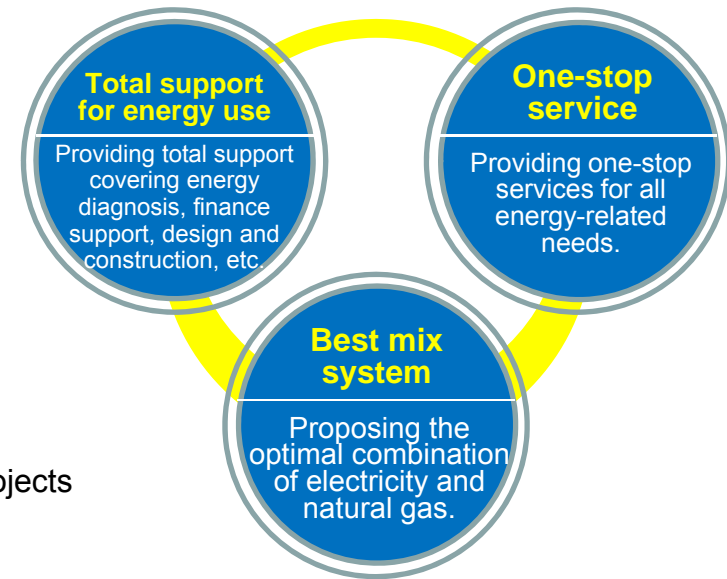 Total support
for energy use
Providing total support
covering energy
diagnosis, finance
support, design and
construction, etc.
One-stop
service
Providing one-stop
services for all
energy-related
needs.
Best mix
system
Proposing the
optimal combination
of electricity and
natural gas.
ojects